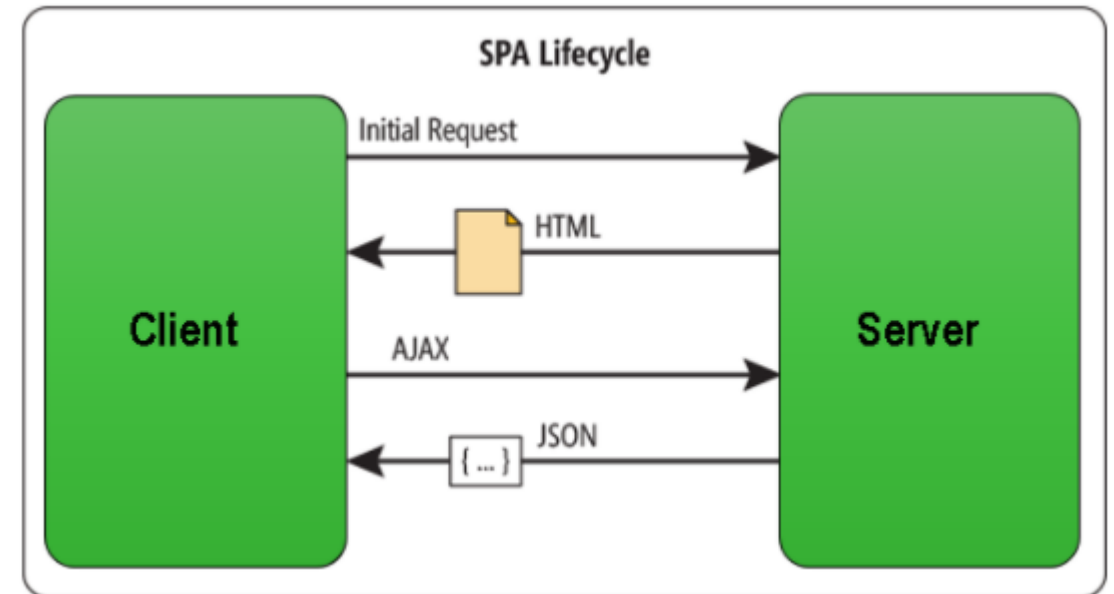 SPA Lifecycle
Initial Request
HTML
Client
Server
AJAX
JSON
{ ... }